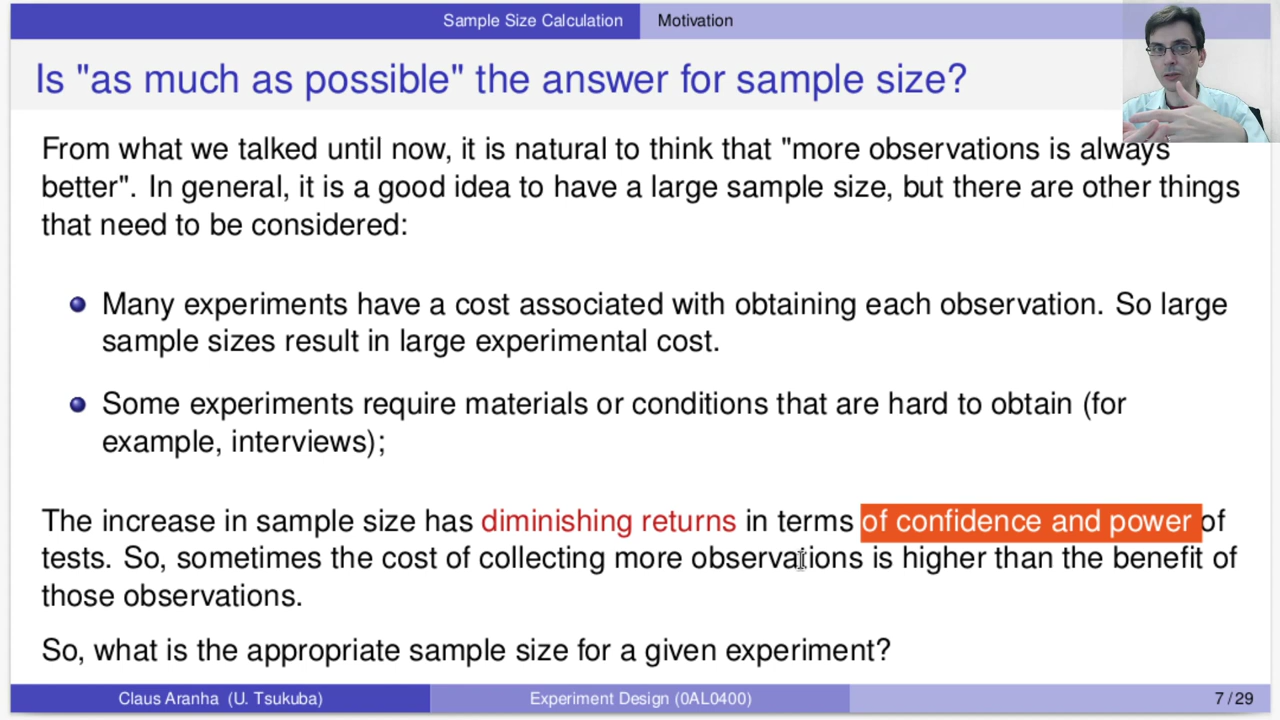 Sample Size Calculation Motivation
Is "as much as possible" the answer for sample size?
From what we talked until now, it is natural to think that "more observations is always
better". In general, it is a good idea to have a large sample size, but there are other things
that need to be considered:
Many experiments have a cost associated with obtaining each observation. So large
sample sizes result in large experimental cost.
Some experiments require materials or conditions that are hard to obtain (for
example, interviews);
The increase in sample size has diminishing returns in terms of confidence and power of
tests. So, sometimes the cost of collecting more observations is higher than the benefit of
those observations.
So, what is the appropriate sample size for a given experiment?
Claus Aranha (U. Tsukuba) Experiment Design (0AL0400) 7 / 29